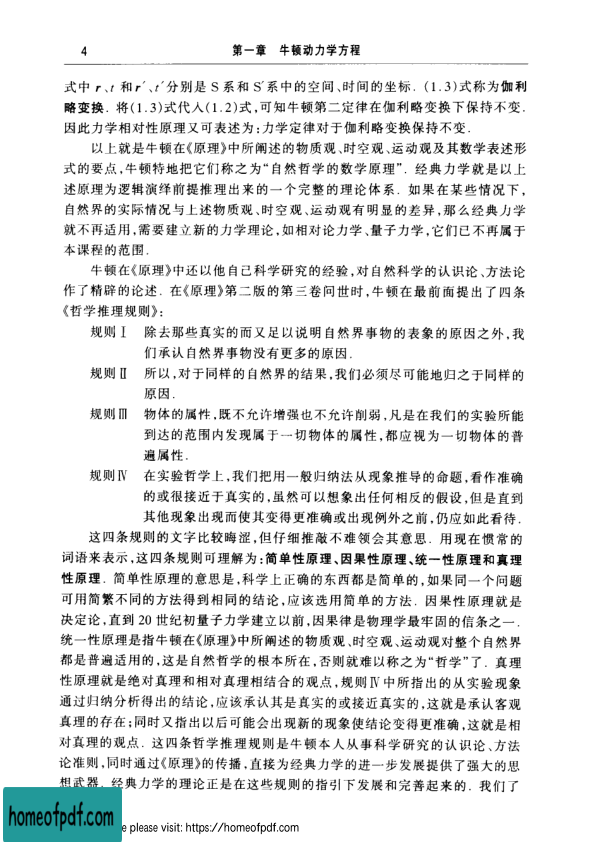 4 第一章 牛顿动力学方程
式中 r、t 和r′、t′分别是 S 系和 S′系中的空间、时间的坐标. (1.3)式称为伽利
略变换. 将(1.3)式代入(1.2)式,可知牛顿第二定律在伽利略变换下保持不变.
因此力学相对性原理又可表述为:力学定律对于伽利略变换保持不变.
以上就是牛顿在《原理》中所阐述的物质观、时空观、运动观及其数学表述形
式的要点,牛顿特地把它们称之为“自然哲学的数学原理”. 经典力学就是以上
述原理为逻辑演绎前提推理出来的一个完整的理论体系. 如果在某些情况下,
自然界的实际情况与上述物质观、时空观、运动观有明显的差异,那么经典力学
就不再适用,需要建立新的力学理论,如相对论力学、量子力学,它们已不再属于
本课程的范围.
牛顿在《原理》中还以他自己科学研究的经验,对自然科学的认识论、方法论
作了精辟的论述. 在《原理》第二版的第三卷问世时,牛顿在最前面提出了四条
《哲学推理规则》:
规则Ⅰ 除去那些真实的而又足以说明自然界事物的表象的原因之外,我
们承认自然界事物没有更多的原因.
规则Ⅱ 所以,对于同样的自然界的结果,我们必须尽可能地归之于同样的
原因.
规则Ⅲ 物体的属性,既不允许增强也不允许削弱,凡是在我们的实验所能
到达的范围内发现属于一切物体的属性,都应视为一切物体的普
遍属性.
规则Ⅳ 在实验哲学上,我们把用一般归纳法从现象推导的命题,看作准确
的或很接近于真实的,虽然可以想象出任何相反的假设,但是直到
其他现象出现而使其变得更准确或出现例外之前,仍应如此看待.
这四条规则的文字比较晦涩,但仔细推敲不难领会其意思. 用现在惯常的
词语来表示,这四条规则可理解为:简单性原理、因果性原理、统一性原理和真理
性原理. 简单性原理的意思是,科学上正确的东西都是简单的,如果同一个问题
可用简繁不同的方法得到相同的结论,应该选用简单的方法. 因果性原理就是
决定论,直到 20 世纪初量子力学建立以前,因果律是物理学最牢固的信条之一.
统一性原理是指牛顿在《原理》中所阐述的物质观、时空观、运动观对整个自然界
都是普遍适用的,这是自然哲学的根本所在,否则就难以称之为“哲学”了. 真理
性原理就是绝对真理和相对真理相结合的观点,规则Ⅳ中所指出的从实验现象
通过归纳分析得出的结论,应该承认其是真实的或接近真实的,这就是承认客观
真理的存在;同时又指出以后可能会出现新的现象使结论变得更准确,这就是相
对真理的观点. 这四条哲学推理规则是牛顿本人从事科学研究的认识论、方法
论准则,同时通过《原理》的传播,直接为经典力学的进一步发展提供了强大的思
想武器. 经典力学的理论正是在这些规则的指引下发展和完善起来的. 我们了
homeofpdf.com
e please visit: https://homeofpdf.com